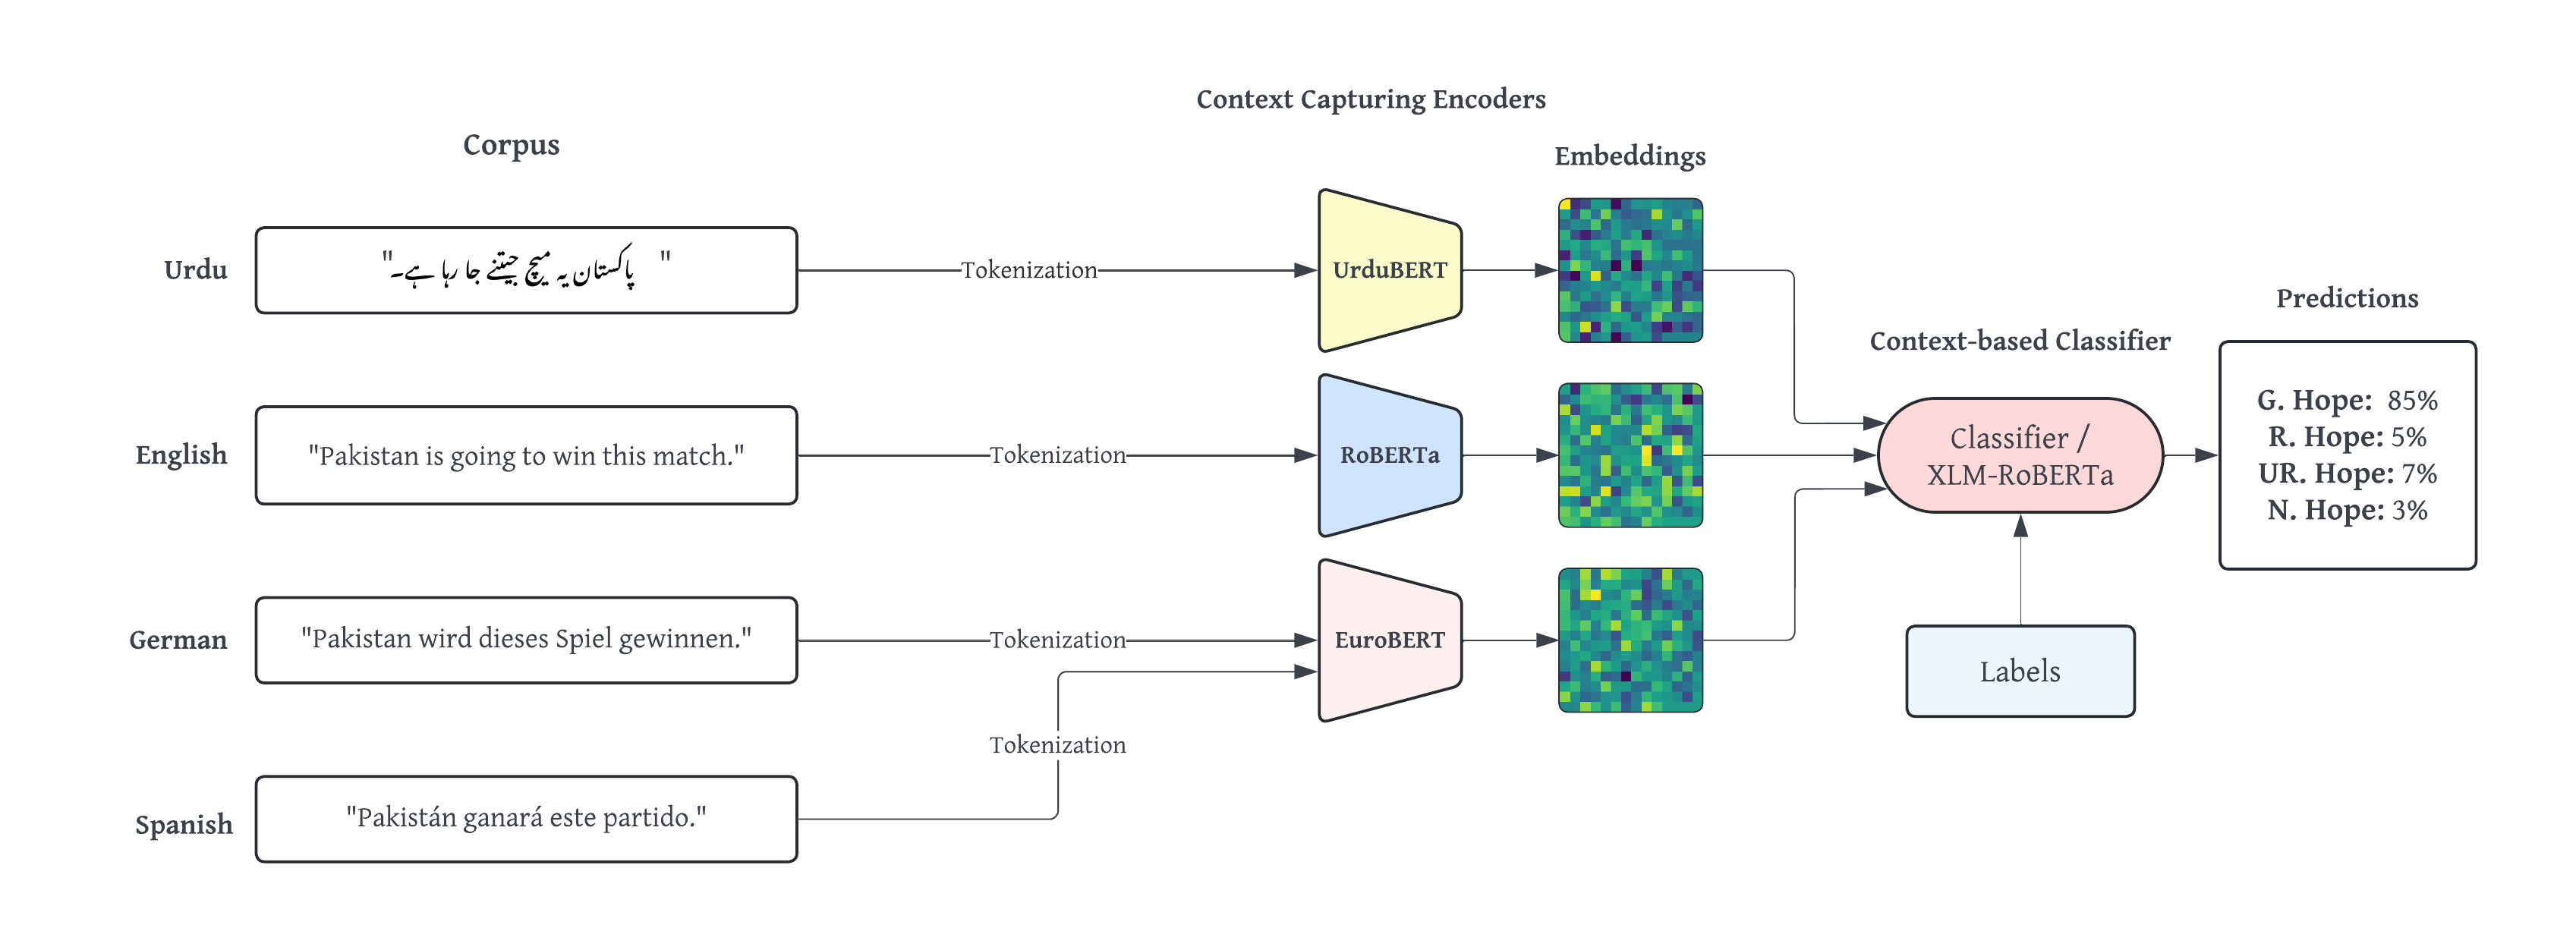 Context Capturing Encoders
Corpus
Embeddings
Urdu
"پاکستان یہ میچ جیتنے جا رہا ہے۔"
Tokenization
UrduBERT
Predictions
Context-based Classifier
English
"Pakistan is going to win this match."
Tokenization
RoBERTa
Classifier /
XLM-RoBERTa
G. Hope: 85%
R. Hope: 5%
UR. Hope: 7%
N. Hope: 3%
German
"Pakistan wird dieses Spiel gewinnen."
Tokenization
EuroBERT
Labels
Tokenization
Spanish
"Pakistán ganará este partido."